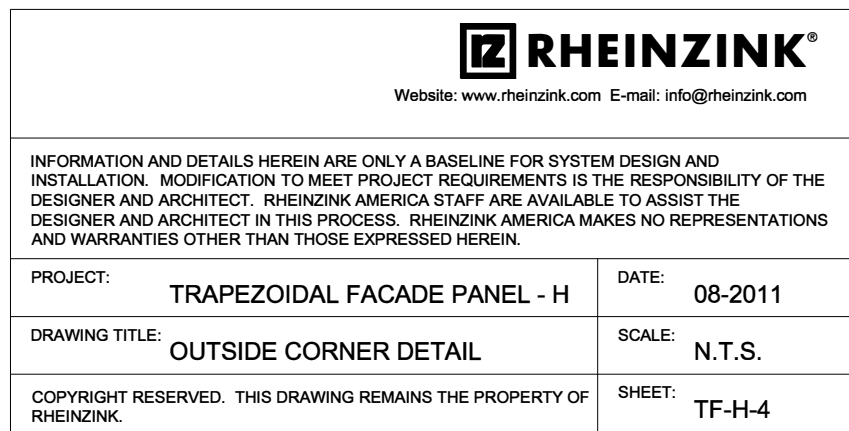 RZ RHEINZINK®
Website: www.rheinzink.com E-mail: info@rheinzink.com
INFORMATION AND DETAILS HEREIN ARE ONLY A BASELINE FOR SYSTEM DESIGN AND
INSTALLATION. MODIFICATION TO MEET PROJECT REQUIREMENTS IS THE RESPONSIBILITY OF THE
DESIGNER AND ARCHITECT. RHEINZINK AMERICA STAFF ARE AVAILABLE TO ASSIST THE
DESIGNER AND ARCHITECT IN THIS PROCESS. RHEINZINK AMERICA MAKES NO REPRESENTATIONS
AND WARRANTIES OTHER THAN THOSE EXPRESSED HEREIN.
PROJECT:
TRAPEZOIDAL FACADE PANEL - H
DATE:
08-2011
DRAWING TITLE:
OUTSIDE CORNER DETAIL
SCALE:
N.T.S.
COPYRIGHT RESERVED. THIS DRAWING REMAINS THE PROPERTY OF
RHEINZINK.
SHEET:
TF-H-4